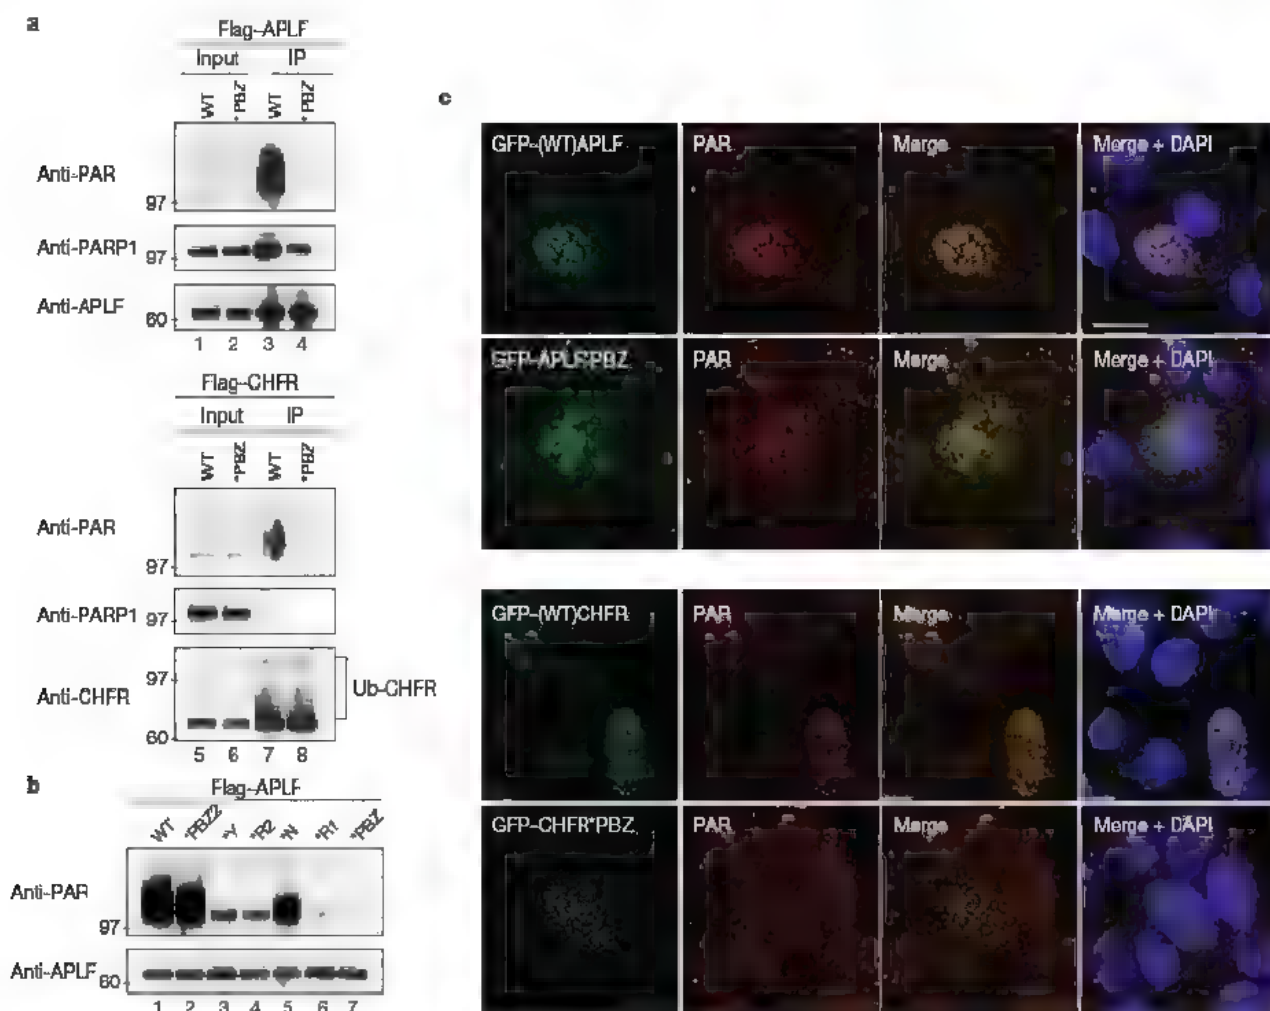 a
Flag–APLF
Input IP
WT *PBZ WT *PBZ
Anti-PAR
97
Anti-PARP1
97
Anti-APLF
60
1 2 3 4
Flag–CHFR
Input IP
WT *PBZ WT *PBZ
Anti-PAR
97
Anti-PARP1
97
Anti-CHFR
97
Ub-CHFR
60
5 6 7 8
b
Flag–APLF
WT *PBZ2 *Y *R2 *N *R1 *PBZ
Anti-PAR
97
Anti-APLF
60
1 2 3 4 5 6 7
c
GFP–(WT)APLF PAR Merge Merge + DAPI
GFP–APLF*PBZ PAR Merge Merge + DAPI
GFP–(WT)CHFR PAR Merge Merge + DAPI
GFP–CHFR*PBZ PAR Merge Merge + DAPI